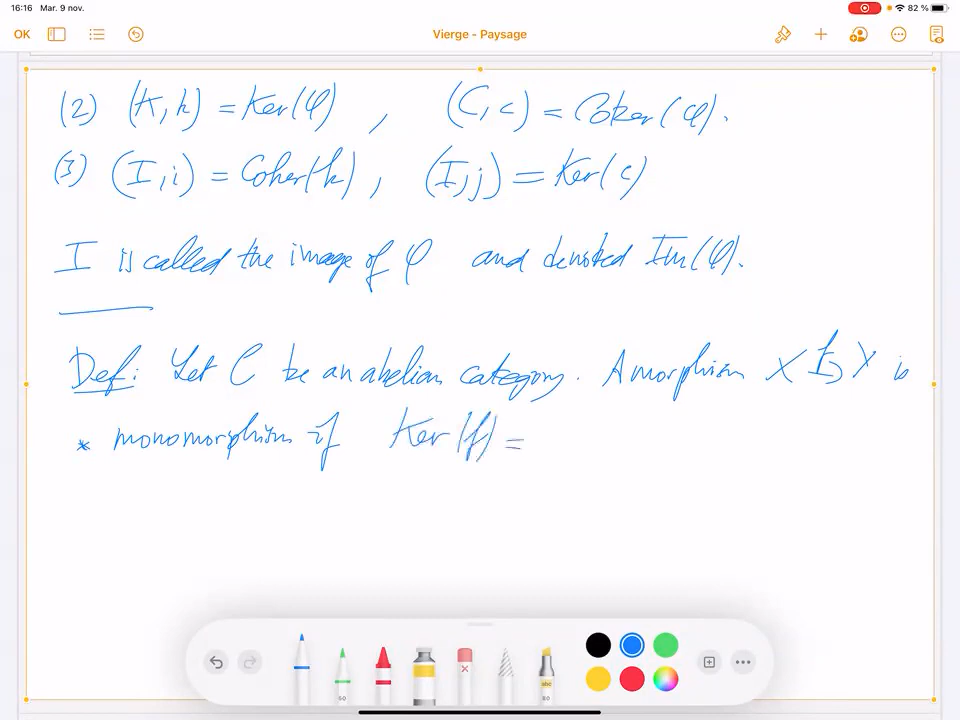 16:16 Mar. 9 nov. 82 %
OK Vierge - Paysage
(2) (K, k) = Ker(φ) , (C, c) = Coker(φ).
(3) (I, i) = Coker(k) , (I, j) = Ker(c)
I is called the image of φ and denoted Im(φ).
Def: Let C be an abelian category. A morphism X f→ Y is
* monomorphism if Ker(f) =